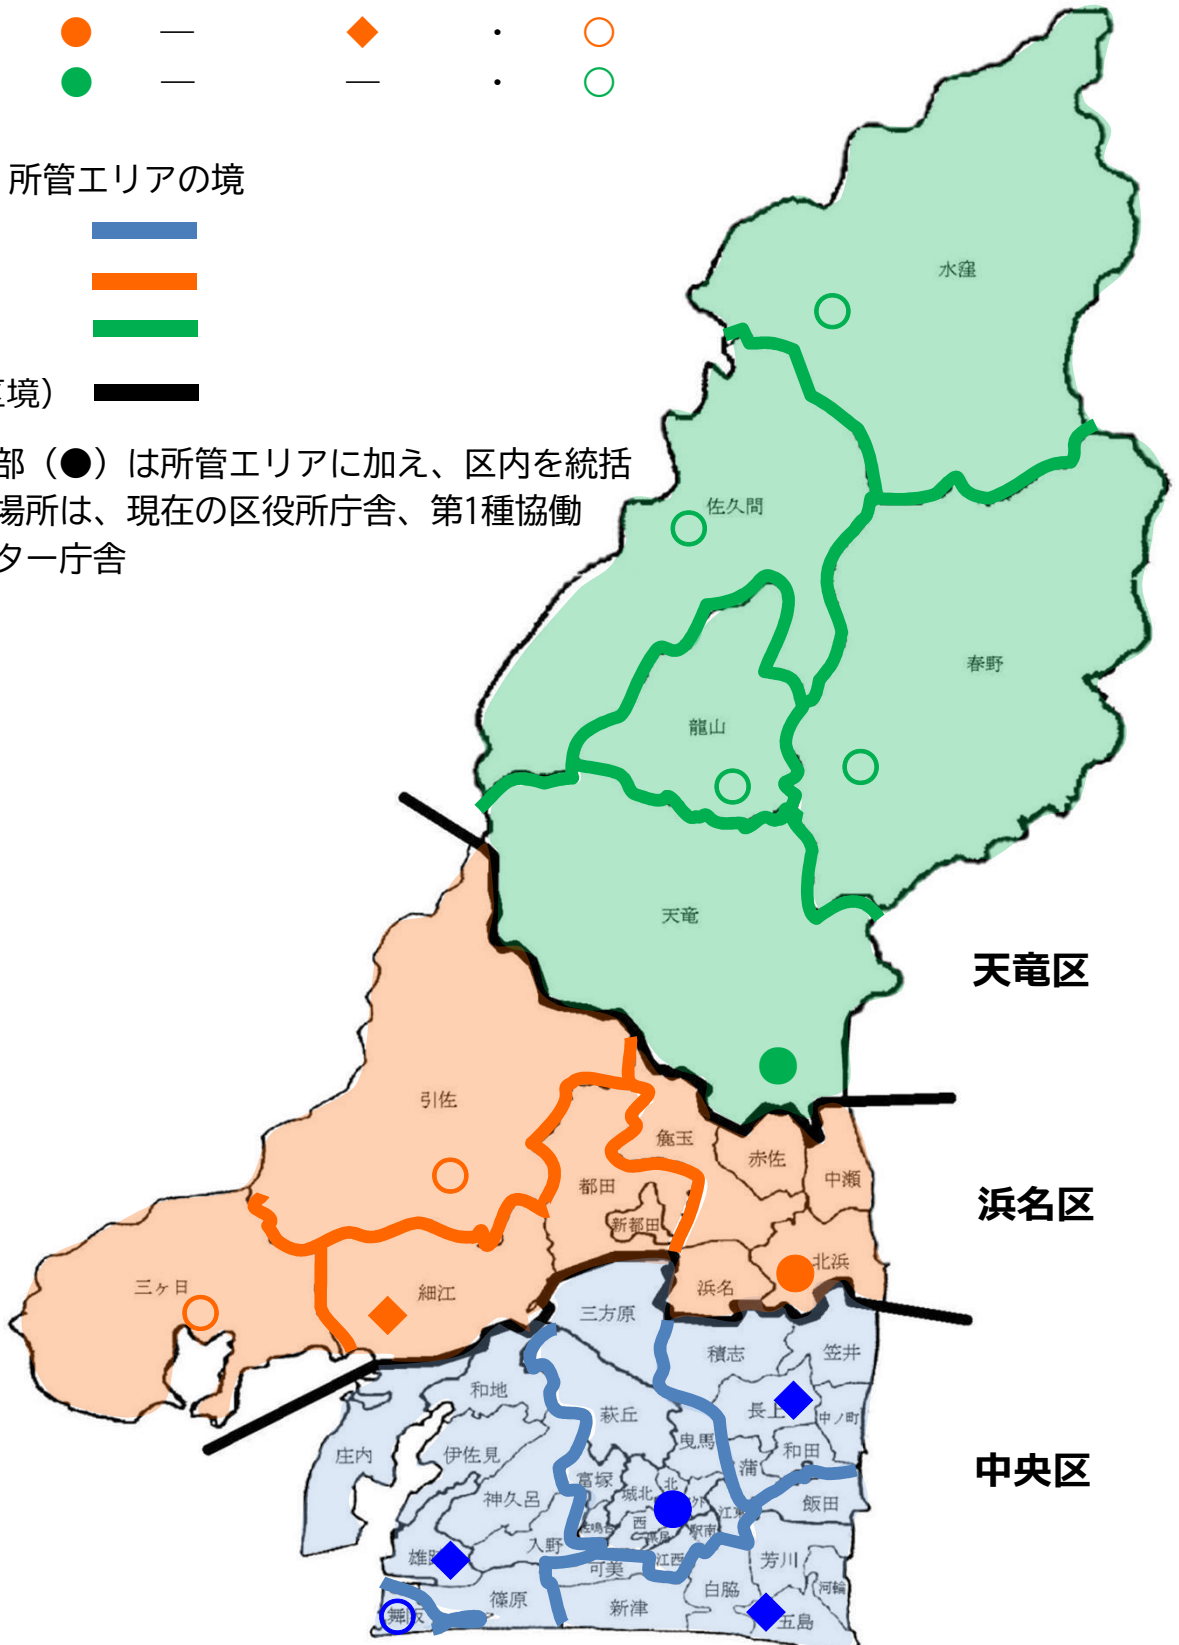 ● — ◆ ・ ○
● — — ・ ○
所管エリアの境
境）
部（●）は所管エリアに加え、区内を統括
場所は、現在の区役所庁舎、第1種協働
ター庁舎
水窪
佐久間
春野
龍山
天竜
天竜区
引佐
麁玉
赤佐
中瀬
都田
新都田
浜名区
三ヶ日
細江
浜名
北浜
三方原
積志
笠井
和地
萩丘
長上
中ノ町
庄内
伊佐見
曳馬
蒲
和田
中央区
神久呂
富塚
城北
北
飯田
西
江東
駅南
入野
可美
江西
芳川
白脇
河輪
篠原
新津
五島
舞阪